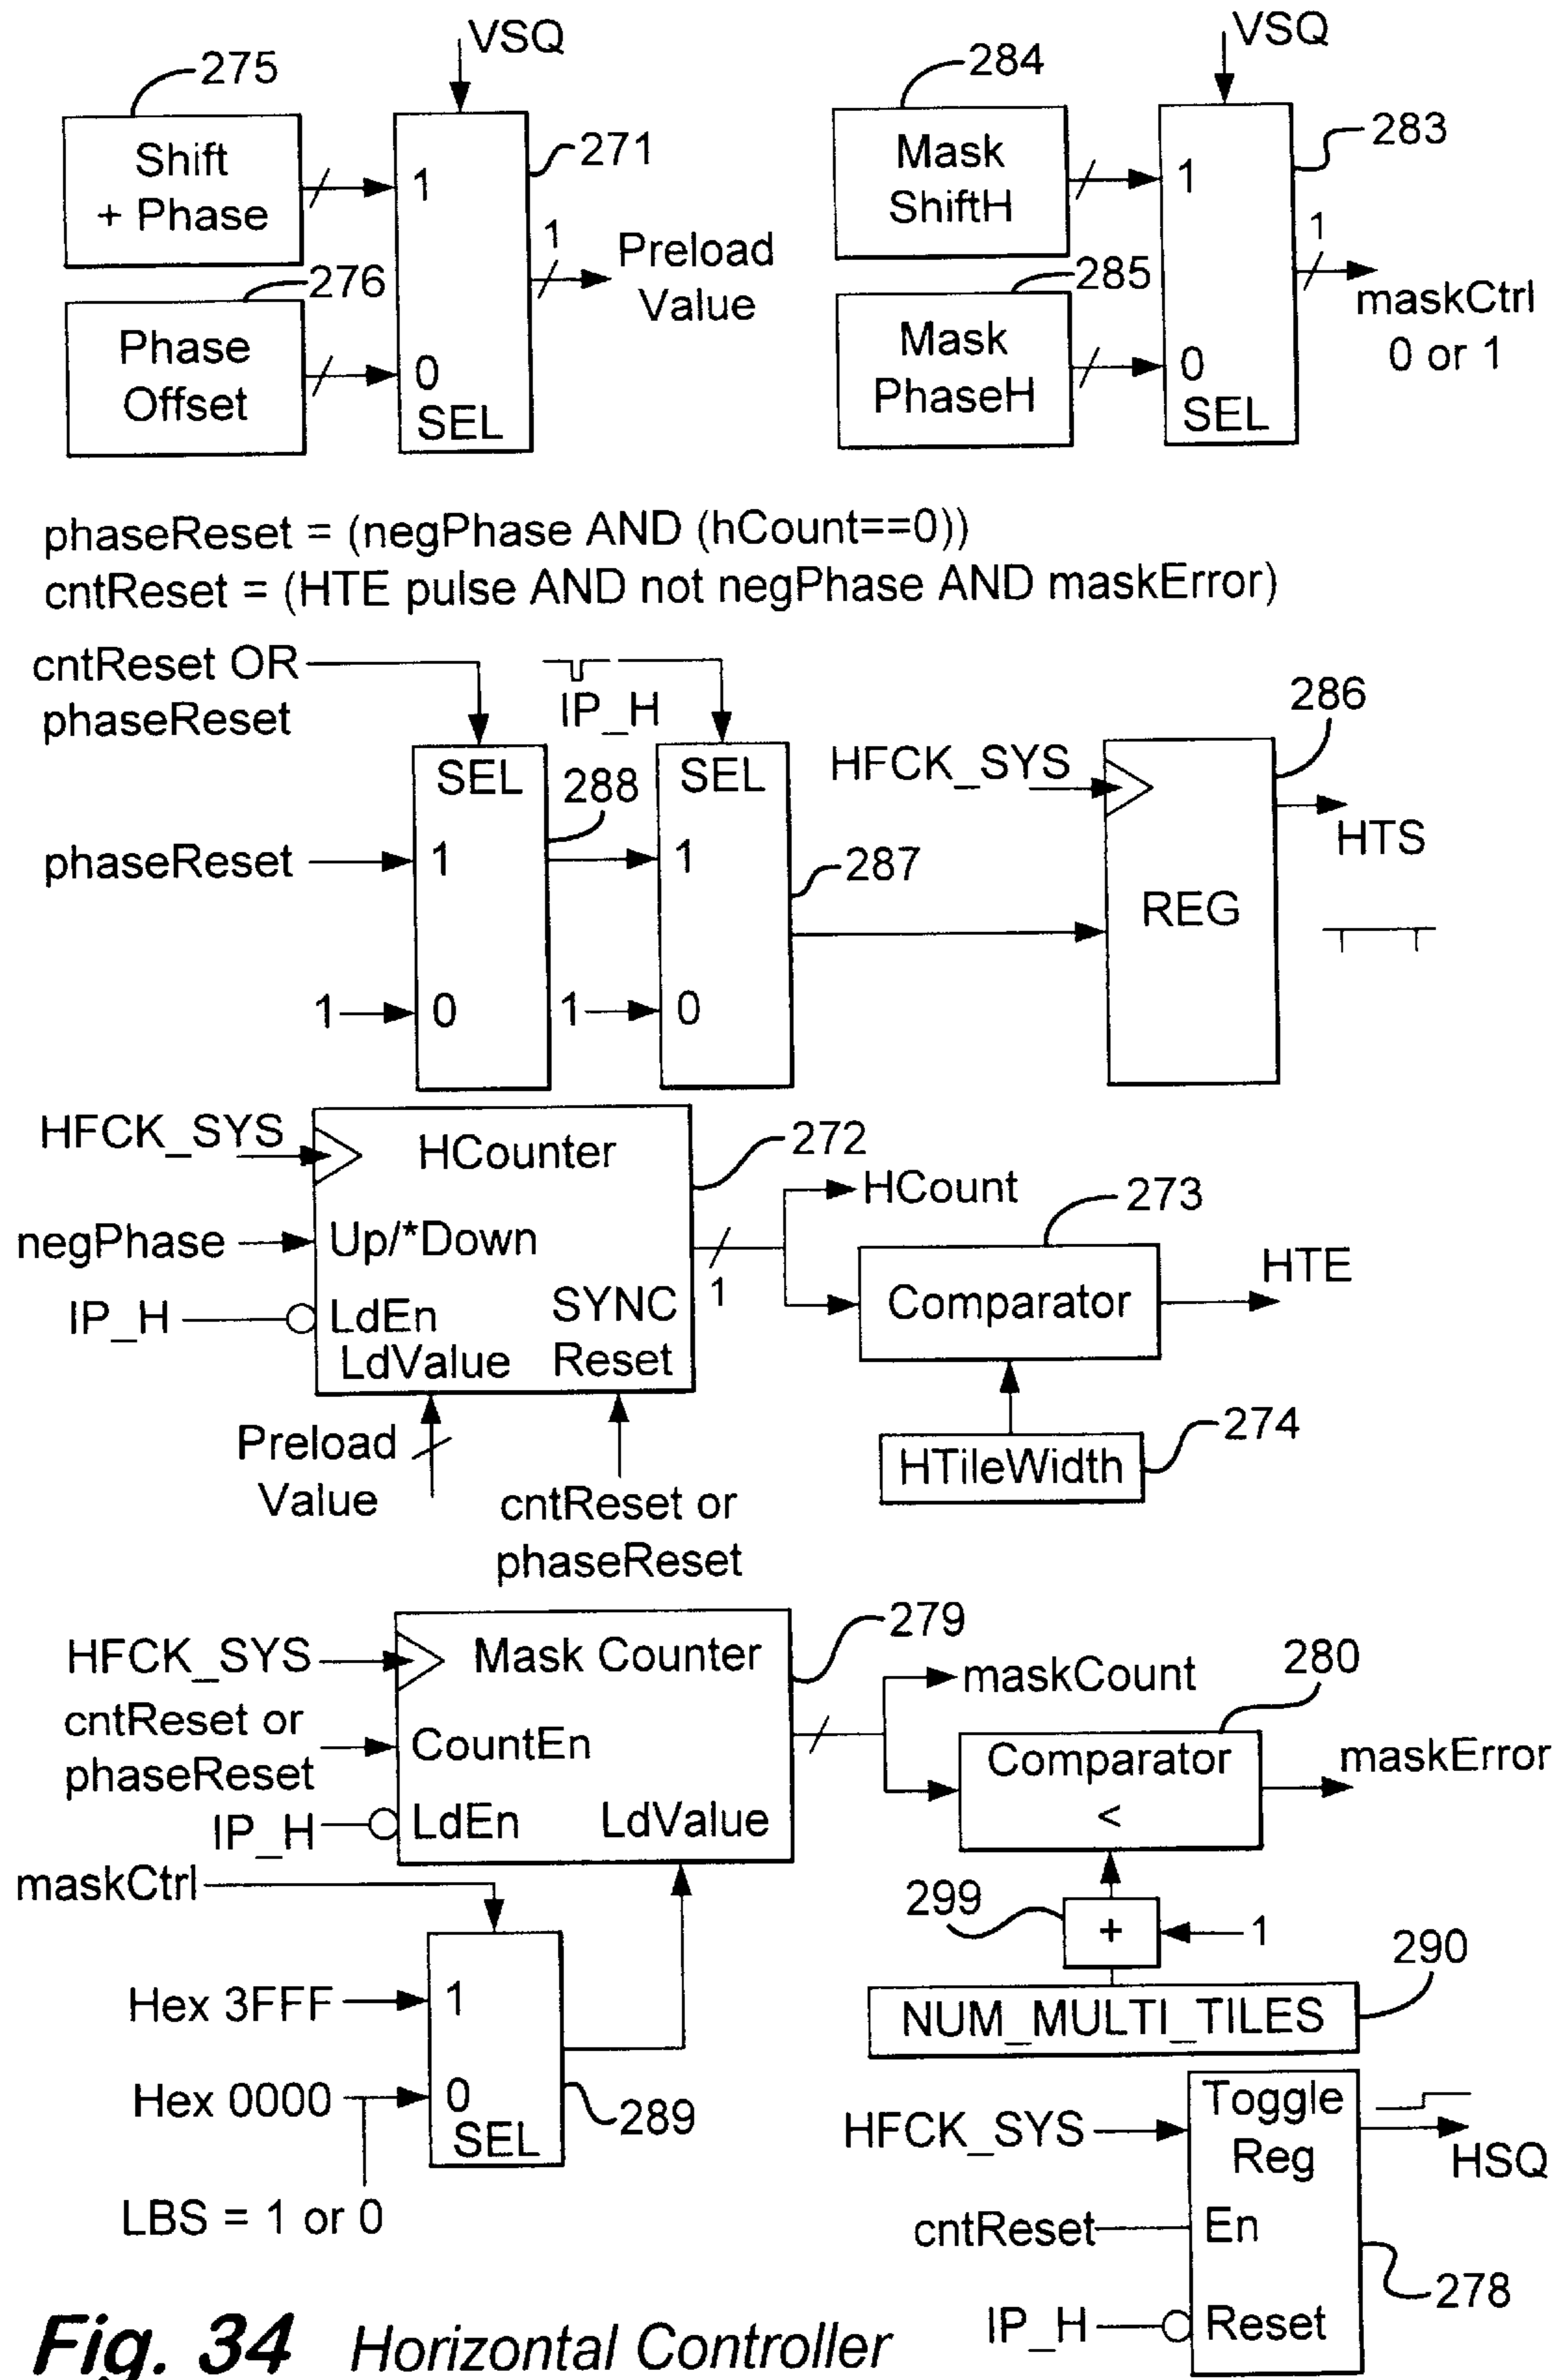 VSQ
275
Shift
+ Phase
1
271
1
Preload
Value
276
Phase
Offset
0
SEL
VSQ
284
Mask
ShiftH
1
283
1
maskCtrl
0 or 1
285
Mask
PhaseH
0
SEL
phaseReset = (negPhase AND (hCount==0))
cntReset = (HTE pulse AND not negPhase AND maskError)
cntReset OR
phaseReset
IP_H
SEL
288
SEL
HFCK_SYS
286
HTS
phaseReset
1
1
287
REG
1
0
1
0
HFCK_SYS
HCounter
272
HCount
273
negPhase
Up/*Down
1
Comparator
HTE
IP_H
LdEn
SYNC
LdValue
Reset
Preload
Value
cntReset or
phaseReset
HTileWidth
274
HFCK_SYS
Mask Counter
279
maskCount
280
cntReset or
phaseReset
CountEn
Comparator
<
maskError
IP_H
LdEn
LdValue
maskCtrl
299
+
1
290
Hex 3FFF
1
NUM_MULTI_TILES
Hex 0000
0
SEL
289
LBS = 1 or 0
HFCK_SYS
Toggle
Reg
HSQ
cntReset
En
278
IP_H
Reset
Fig. 34 Horizontal Controller